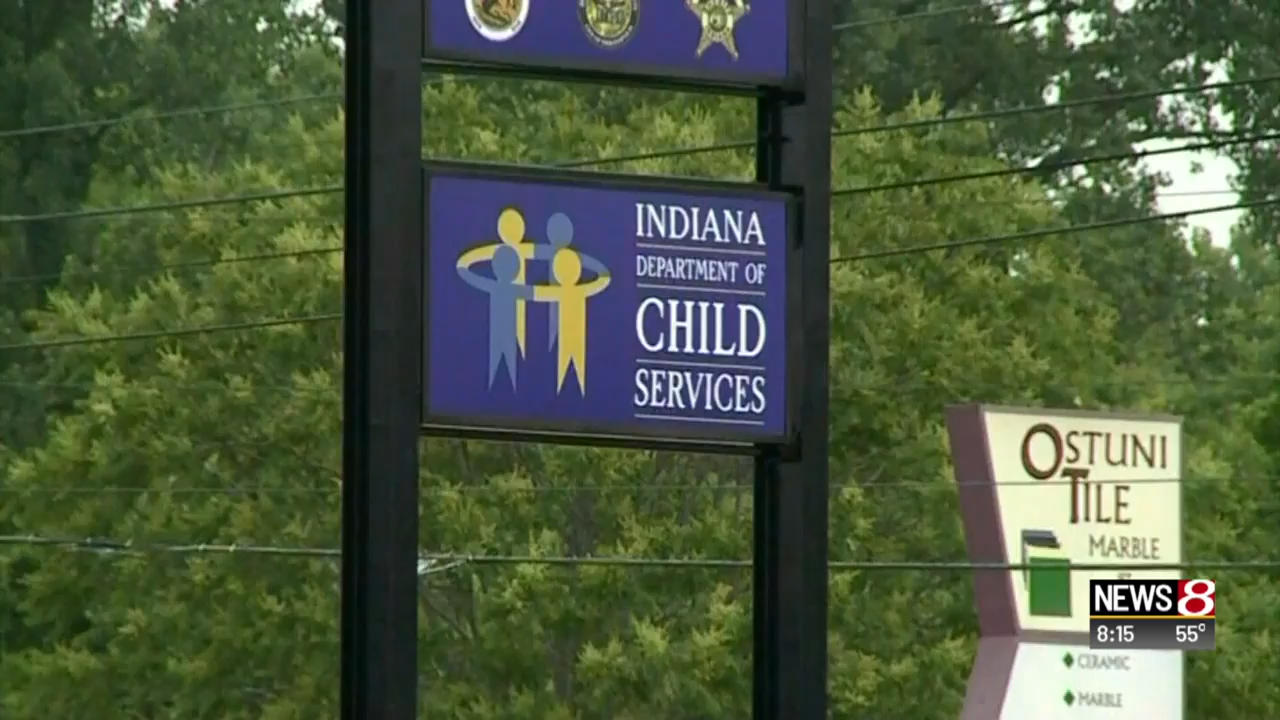 INDIANA
DEPARTMENT OF
CHILD
SERVICES
OSTUNI
TILE
MARBLE
CERAMIC
MARBLE
NEWS 8
8:15 55°